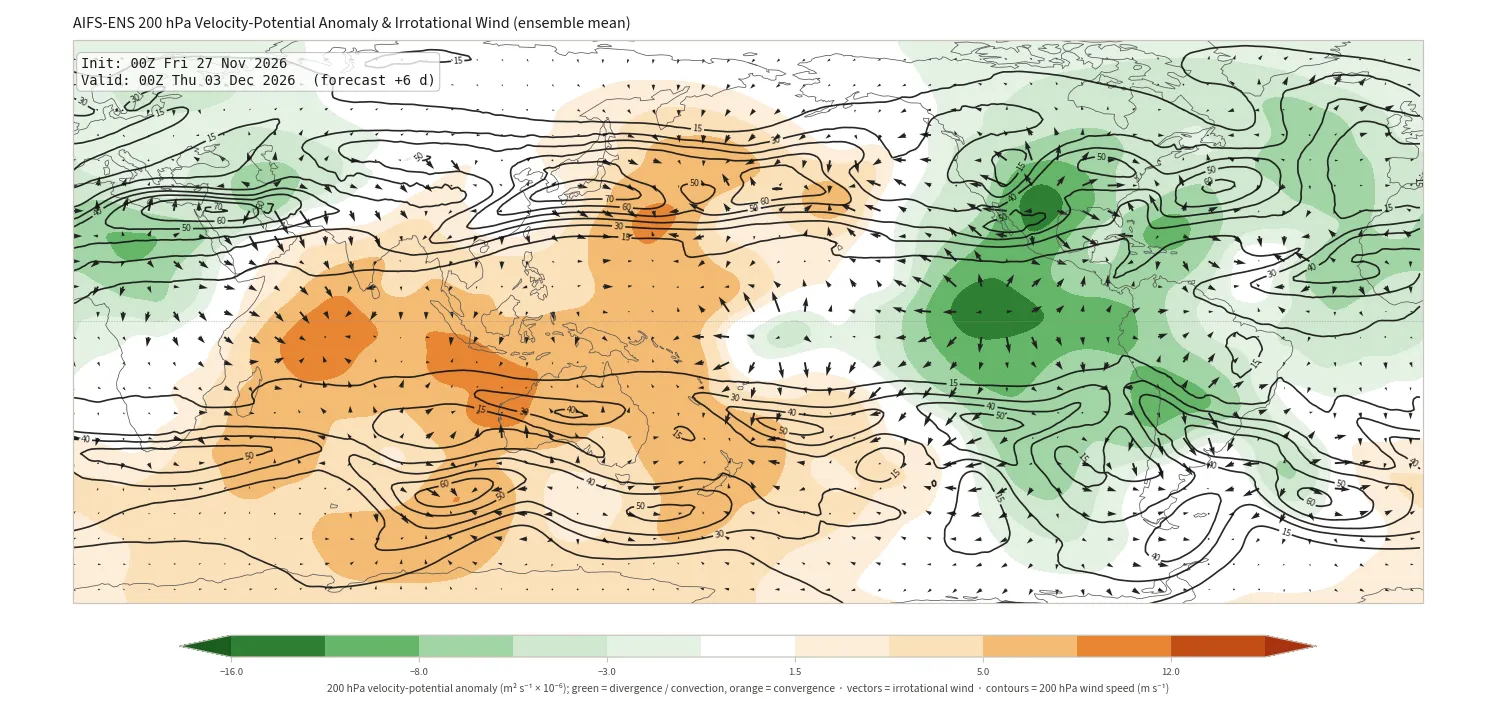 AIFS-ENS 200 hPa Velocity-Potential Anomaly & Irrotational Wind (ensemble mean)
Init: 00Z Fri 27 Nov 2026
Valid: 00Z Thu 03 Dec 2026 (forecast +6 d)
−16.0 −8.0 −3.0 1.5 5.0 12.0
200 hPa velocity-potential anomaly (m² s⁻¹ × 10⁻⁶); green = divergence / convection, orange = convergence · vectors = irrotational wind · contours = 200 hPa wind speed (m s⁻¹)